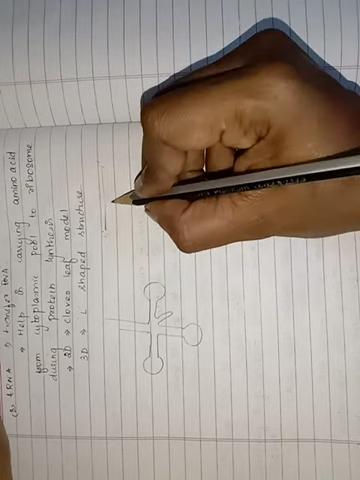 (2) tRNA → transfer RNA
→ Help in carrying amino acid
from cytoplasmic pool to ribosome
during protein synthesis
→ 2D → clover leaf model
3D → L shaped structure